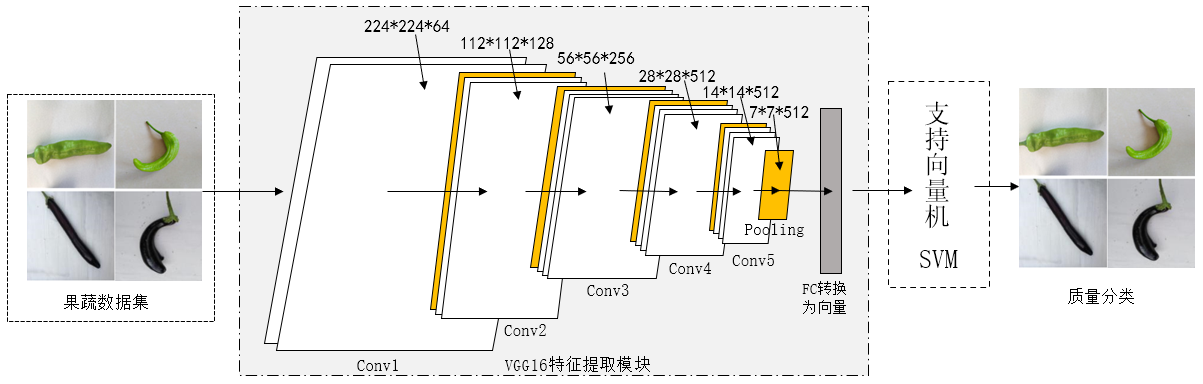 224*224*64
112*112*128
56*56*256
28*28*512
14*14*512
7*7*512
Pooling
Conv5
Conv4
Conv3
Conv2
Conv1
FC转换
为向量
VGG16特征提取模块
果蔬数据集
支持向量机
SVM
质量分类